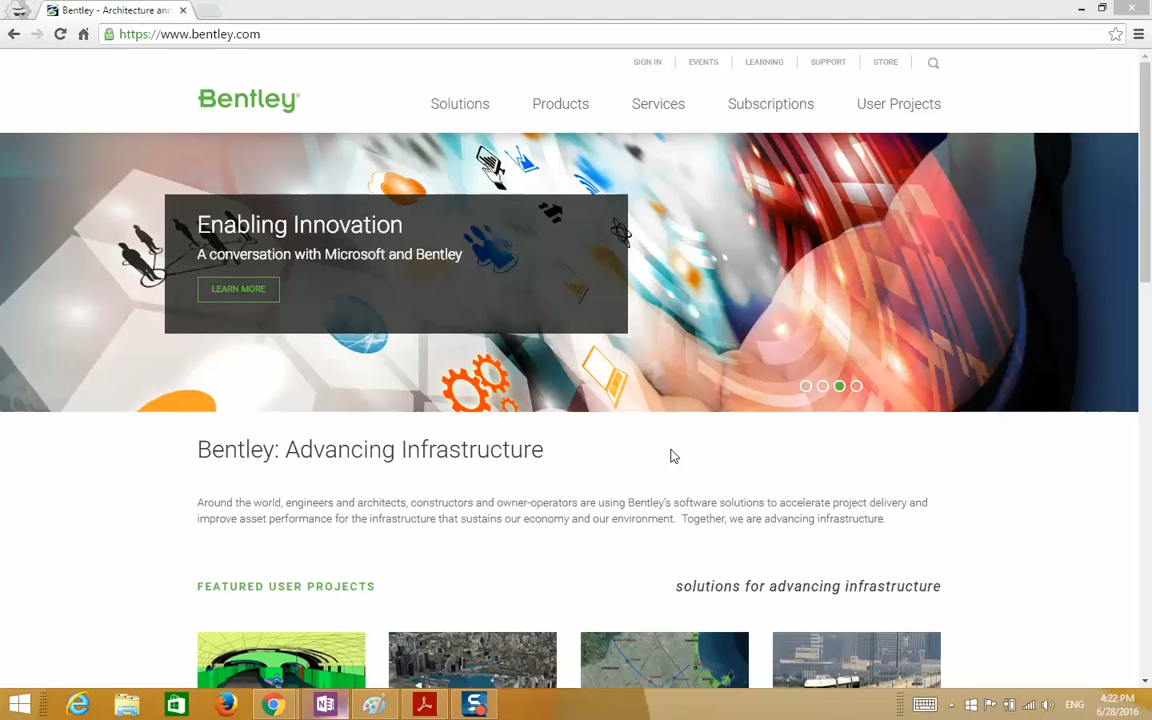 Bentley - Architecture and
https://www.bentley.com
SIGN IN
EVENTS
LEARNING
SUPPORT
STORE
Bentley®
Solutions
Products
Services
Subscriptions
User Projects
Enabling Innovation
A conversation with Microsoft and Bentley
LEARN MORE
Bentley: Advancing Infrastructure
Around the world, engineers and architects, constructors and owner-operators are using Bentley's software solutions to accelerate project delivery and
improve asset performance for the infrastructure that sustains our economy and our environment. Together, we are advancing infrastructure.
FEATURED USER PROJECTS
solutions for advancing infrastructure
ENG
4:22 PM
6/28/2016